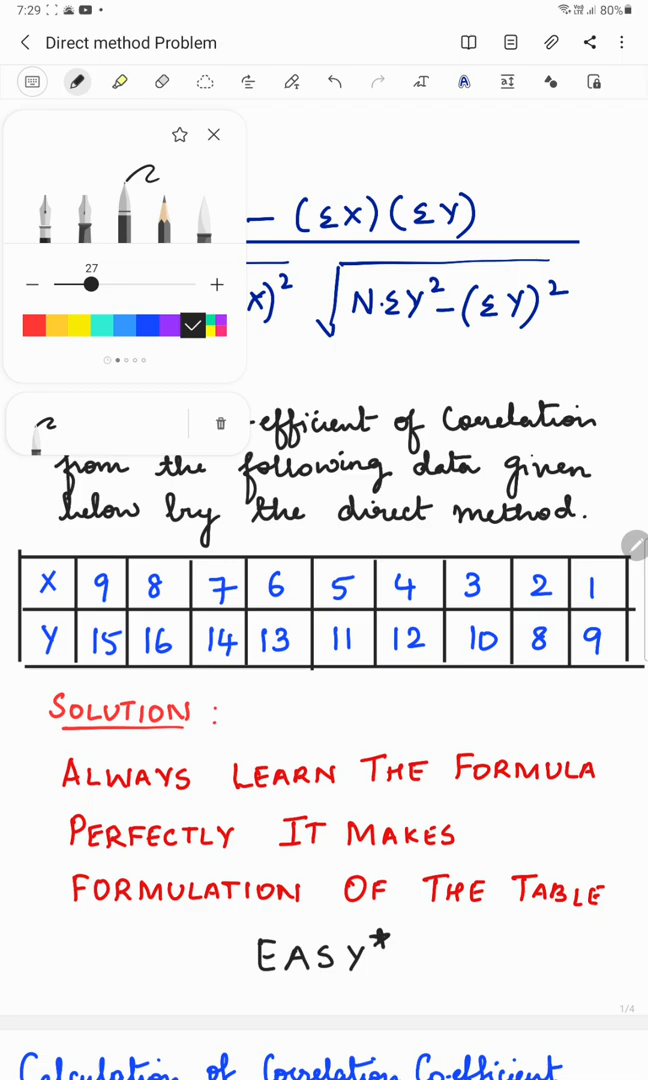 7:29 80%
Direct method Problem
27
- (ΣX)(ΣY)
x)² √N·ΣY²-(ΣY)²
efficient of Correlation
from the following data given
below by the direct method.
X 9 8 7 6 5 4 3 2 1
Y 15 16 14 13 11 12 10 8 9
SOLUTION :
ALWAYS LEARN THE FORMULA
PERFECTLY IT MAKES
FORMULATION OF THE TABLE
EASY*
1/4
Calculation of Correlation Co-efficient